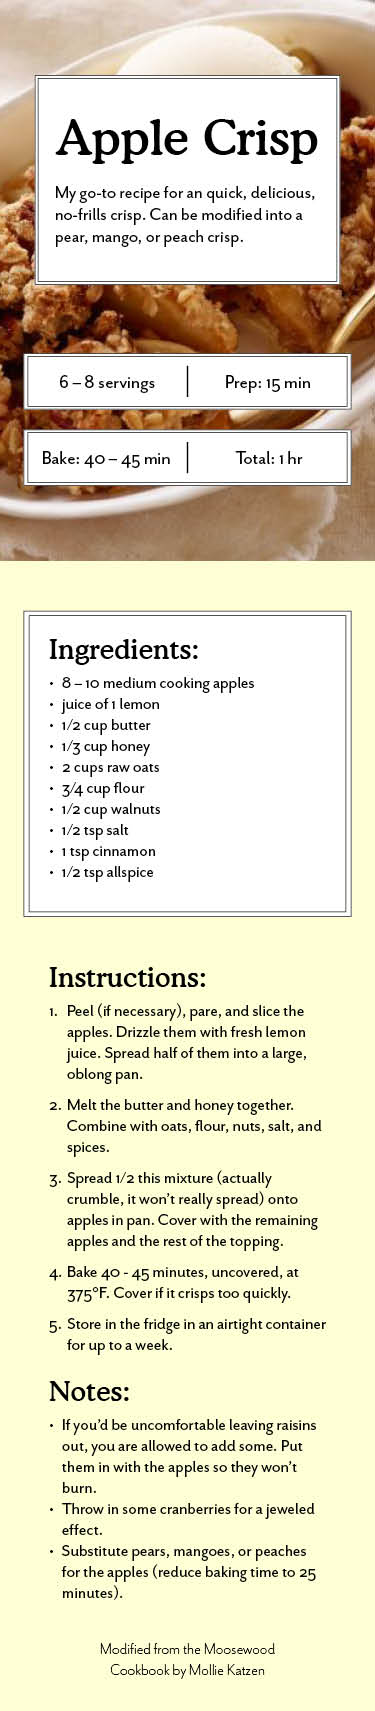 Apple Crisp
My go-to recipe for an quick, delicious,
no-frills crisp. Can be modified into a
pear, mango, or peach crisp.
6 – 8 servings | Prep: 15 min
Bake: 40 – 45 min | Total: 1 hr
Ingredients:
• 8 – 10 medium cooking apples
• juice of 1 lemon
• 1/2 cup butter
• 1/3 cup honey
• 2 cups raw oats
• 3/4 cup flour
• 1/2 cup walnuts
• 1/2 tsp salt
• 1 tsp cinnamon
• 1/2 tsp allspice
Instructions:
1. Peel (if necessary), pare, and slice the
apples. Drizzle them with fresh lemon
juice. Spread half of them into a large,
oblong pan.
2. Melt the butter and honey together.
Combine with oats, flour, nuts, salt, and
spices.
3. Spread 1/2 this mixture (actually
crumble, it won’t really spread) onto
apples in pan. Cover with the remaining
apples and the rest of the topping.
4. Bake 40 - 45 minutes, uncovered, at
375°F. Cover if it crisps too quickly.
5. Store in the fridge in an airtight container
for up to a week.
Notes:
• If you’d be uncomfortable leaving raisins
out, you are allowed to add some. Put
them in with the apples so they won’t
burn.
• Throw in some cranberries for a jeweled
effect.
• Substitute pears, mangoes, or peaches
for the apples (reduce baking time to 25
minutes).
Modified from the Moosewood
Cookbook by Mollie Katzen